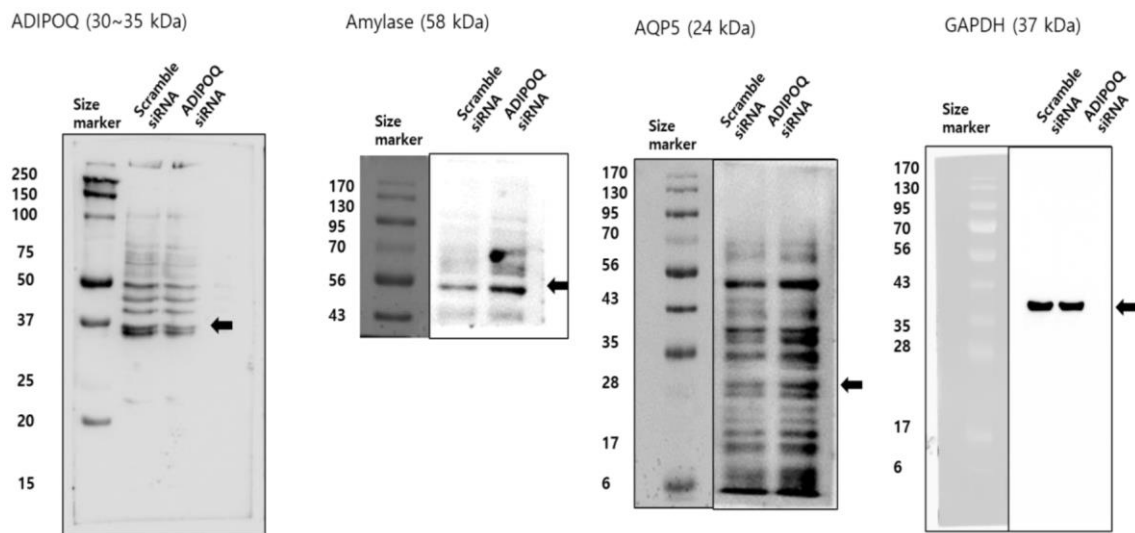 ADIPOQ (30~35 kDa)
Size
marker
Scramble
siRNA
ADIPOQ
siRNA
250
150
100
75
50
37
25
20
15
Amylase (58 kDa)
Size
marker
Scramble
siRNA
ADIPOQ
siRNA
170
130
95
70
56
43
AQP5 (24 kDa)
Size
marker
Scramble
siRNA
ADIPOQ
siRNA
170
130
95
70
56
43
35
28
17
6
GAPDH (37 kDa)
Size
marker
Scramble
siRNA
ADIPOQ
siRNA
170
130
95
70
56
43
35
28
17
6